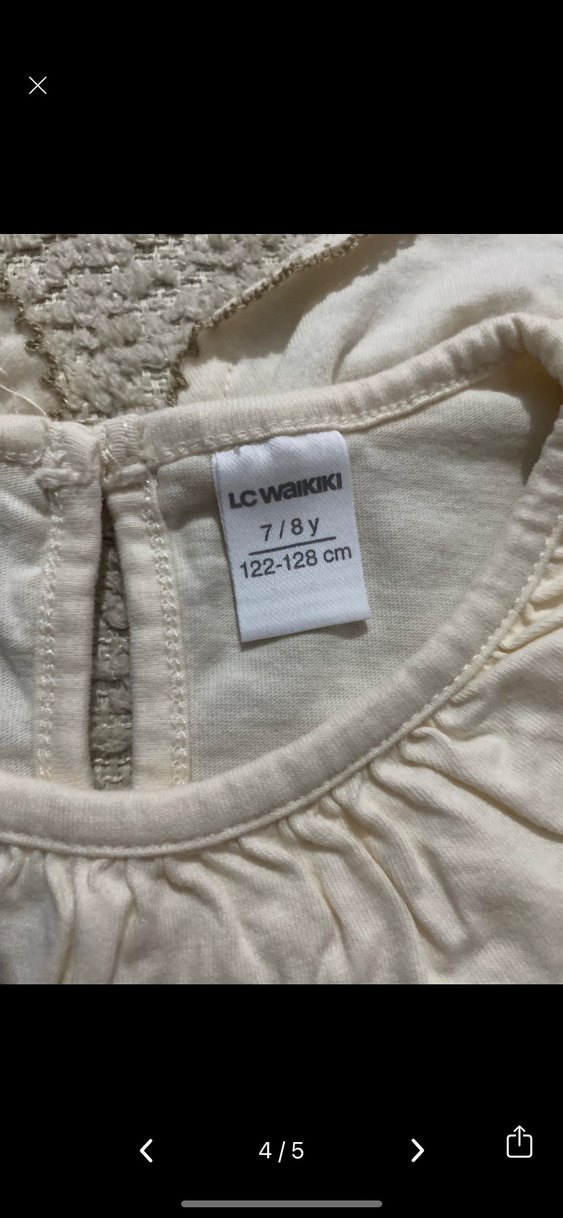 LC WAIKIKI
7 / 8 y
122-128 cm
4 / 5